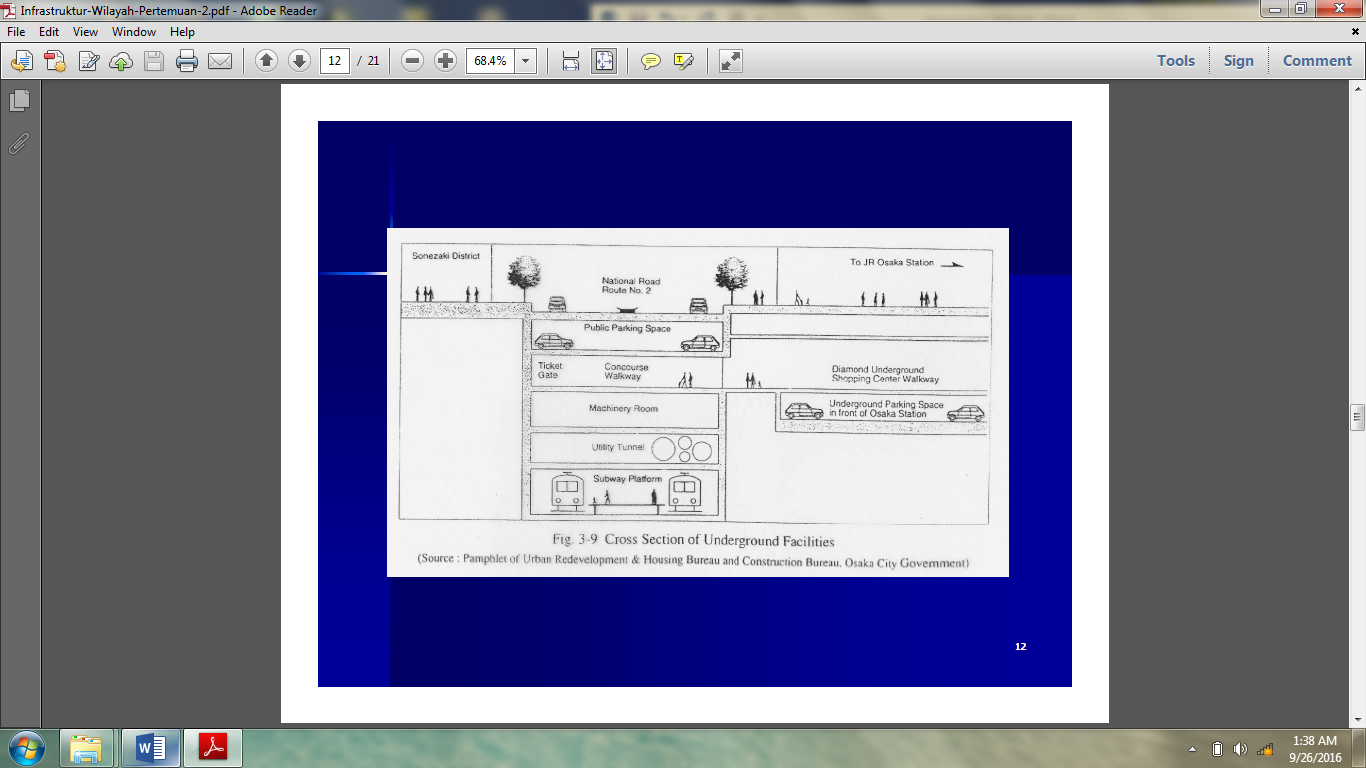 Infrastruktur-Wilayah-Pertemuan-2.pdf - Adobe Reader
File Edit View Window Help
12 / 21 68.4% Tools Sign Comment
Sonezaki District
To JR Osaka Station
National Road
Route No. 2
Public Parking Space
Ticket
Gate
Concourse
Walkway
Diamond Underground
Shopping Center Walkway
Machinery Room
Underground Parking Space
in front of Osaka Station
Utility Tunnel
Subway Platform
Fig. 3-9 Cross Section of Underground Facilities
(Source : Pamphlet of Urban Redevelopment & Housing Bureau and Construction Bureau, Osaka City Government)
12
1:38 AM
9/26/2016